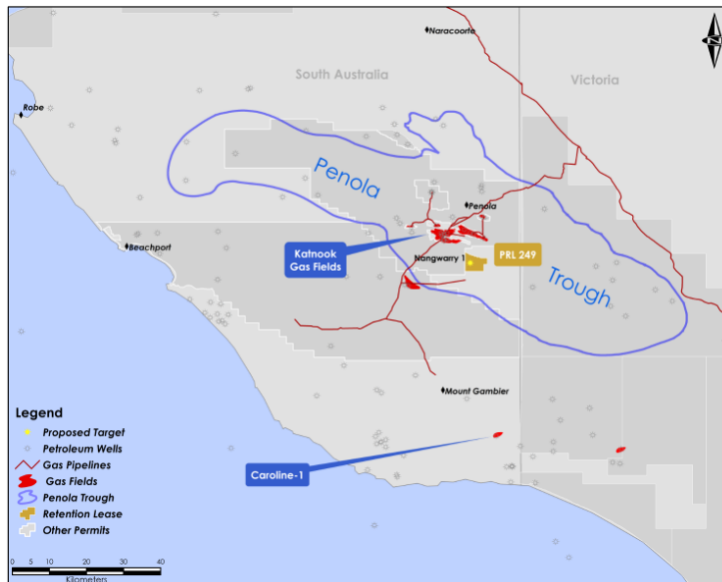 Naracoorte
N
South Australia
Victoria
Robe
Penola
Penola
Katnook
Gas Fields
Nangwarry 1
PRL 249
Beachport
Trough
Mount Gambier
Legend
Proposed Target
Petroleum Wells
Gas Pipelines
Gas Fields
Penola Trough
Retention Lease
Other Permits
Caroline-1
0 5 10 20 30 40
Kilometers